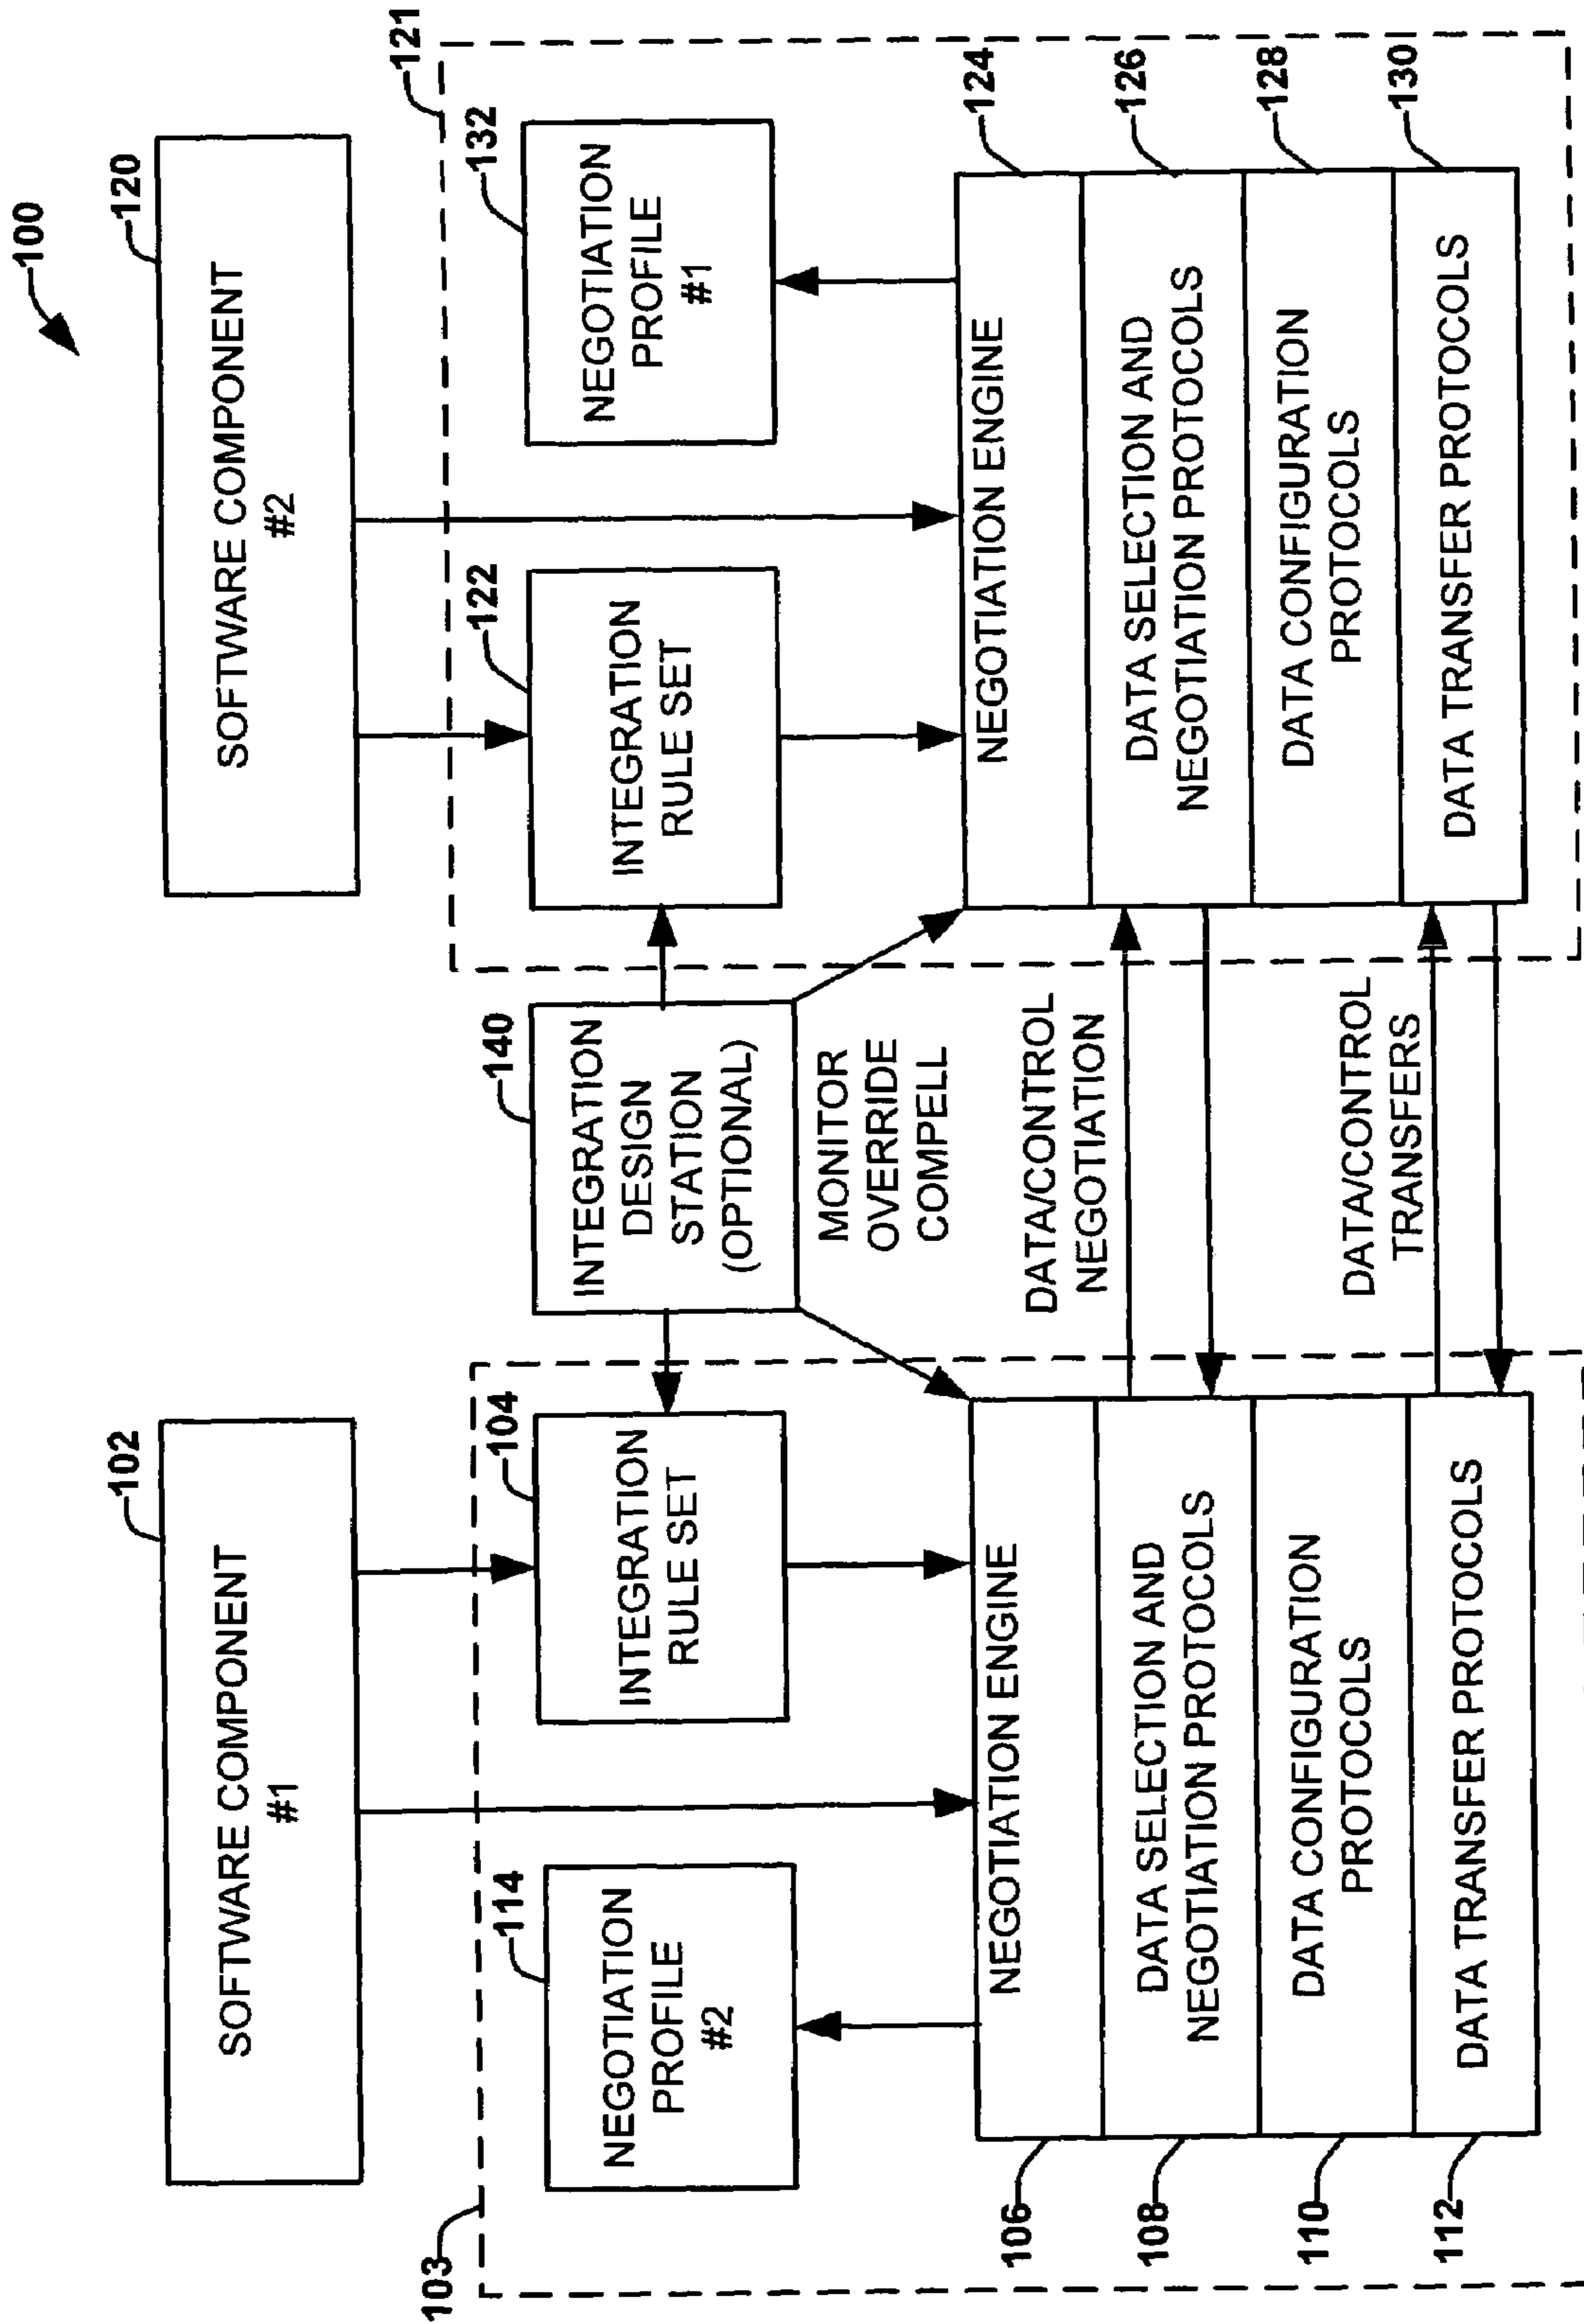 100
102
SOFTWARE COMPONENT
#1
120
SOFTWARE COMPONENT
#2
103
121
114
NEGOTIATION
PROFILE
#2
104
INTEGRATION
RULE SET
140
INTEGRATION
DESIGN
STATION
(OPTIONAL)
122
INTEGRATION
RULE SET
132
NEGOTIATION
PROFILE
#1
MONITOR
OVERRIDE
COMPELL
106
NEGOTIATION ENGINE
108
DATA SELECTION AND
NEGOTIATION PROTOCOLS
110
DATA CONFIGURATION
PROTOCOLS
112
DATA TRANSFER PROTOCOLS
DATA/CONTROL
NEGOTIATION
DATA/CONTROL
TRANSFERS
NEGOTIATION ENGINE
124
DATA SELECTION AND
NEGOTIATION PROTOCOLS
126
DATA CONFIGURATION
PROTOCOLS
128
DATA TRANSFER PROTOCOLS
130